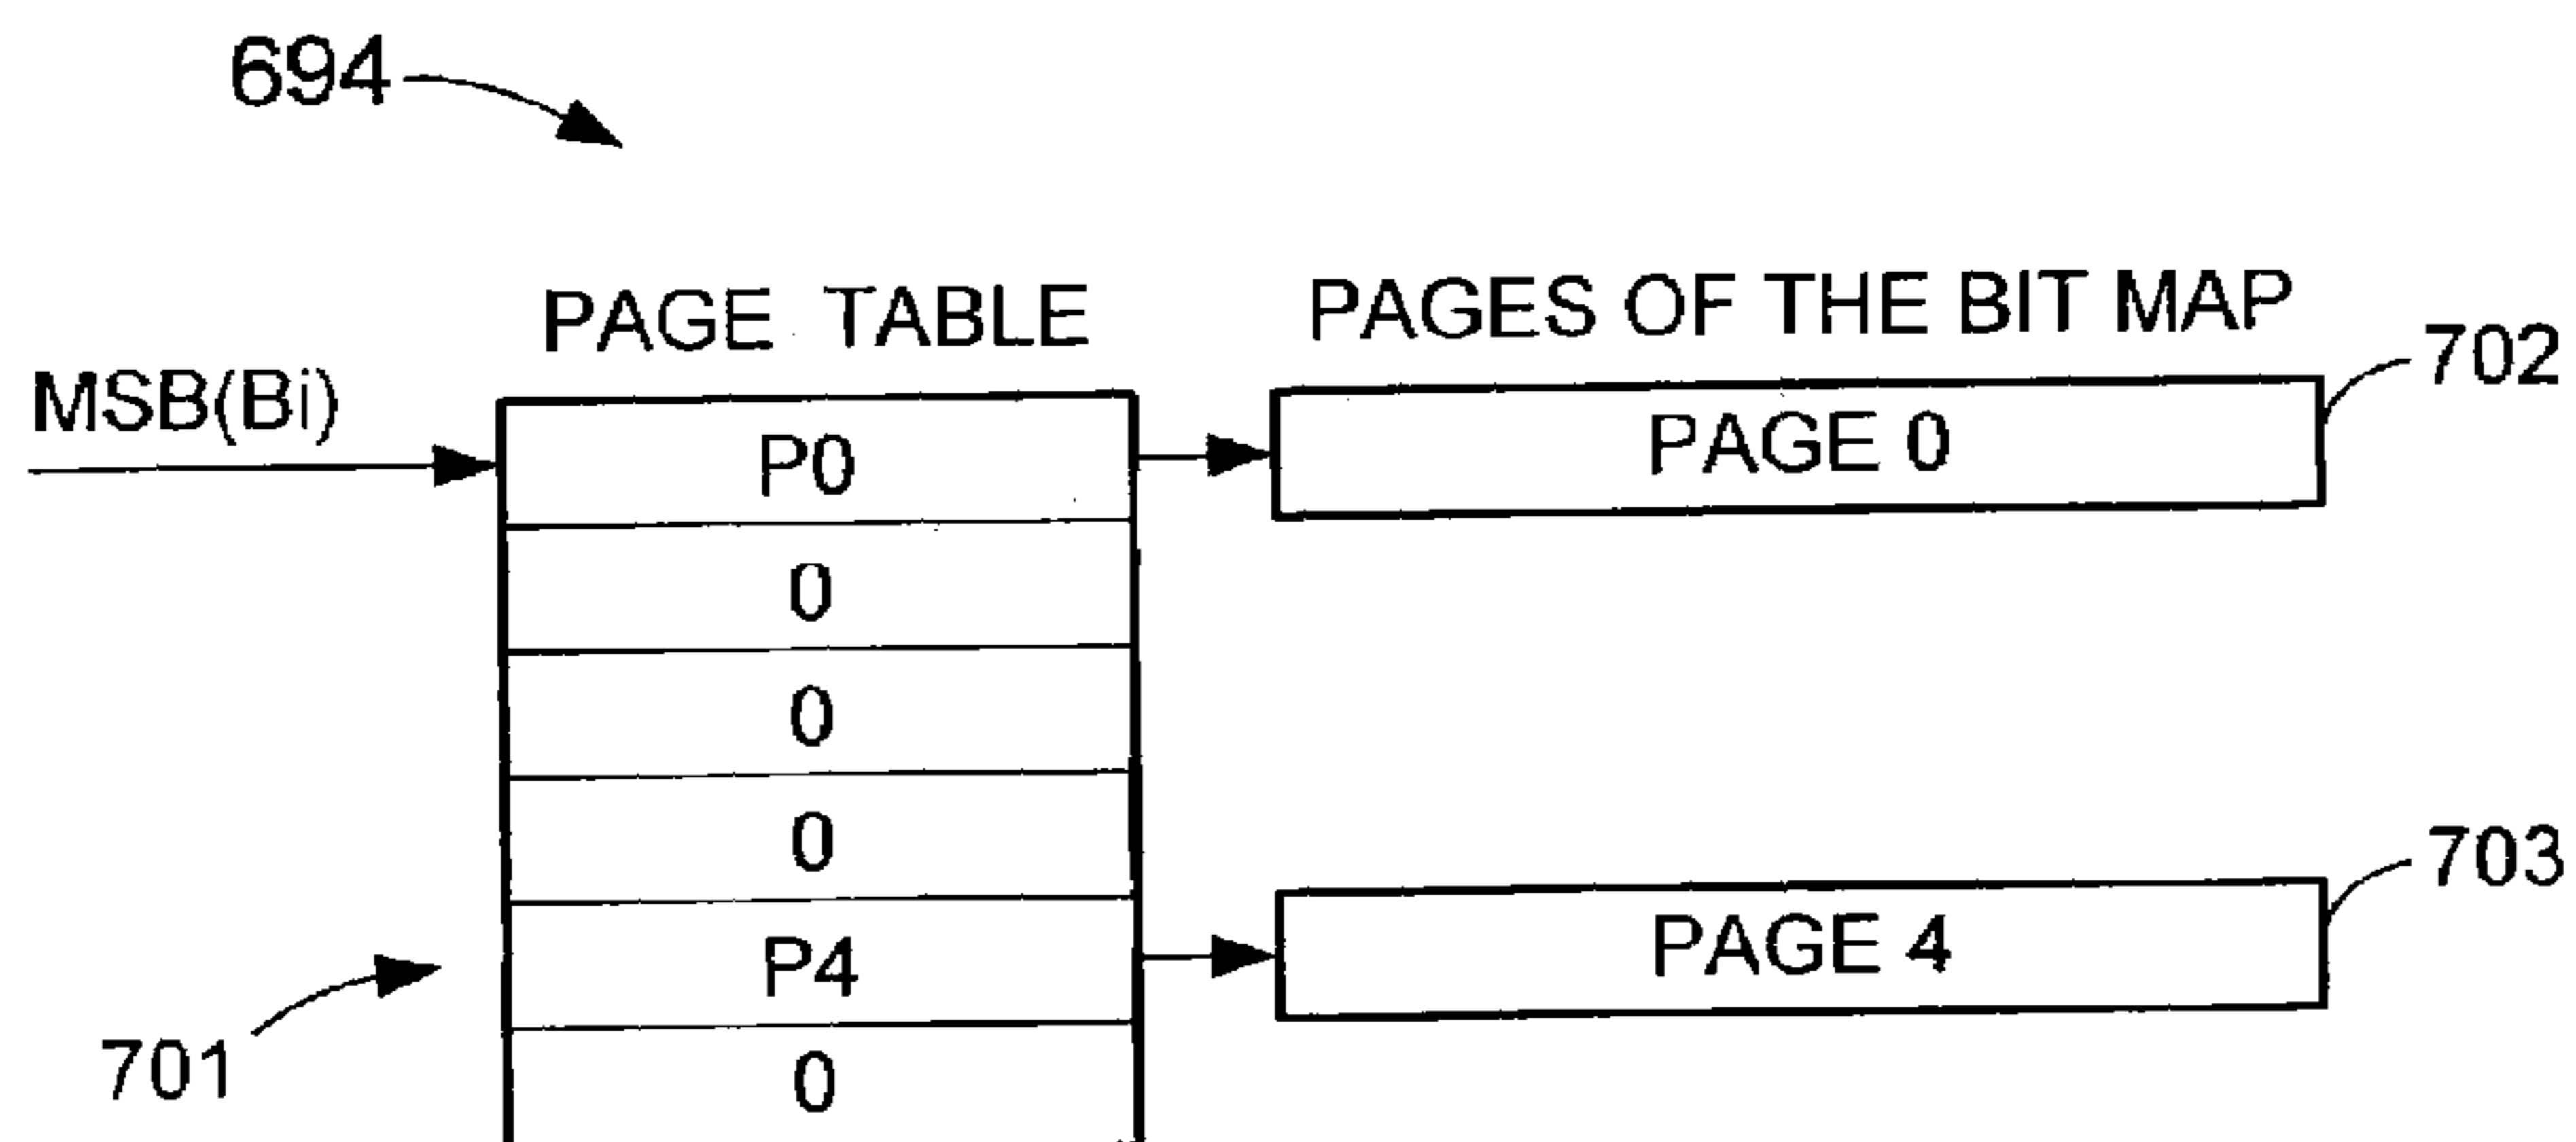 694
PAGE TABLE
PAGES OF THE BIT MAP
702
MSB(Bi)
P0
PAGE 0
0
0
0
703
P4
PAGE 4
701
0